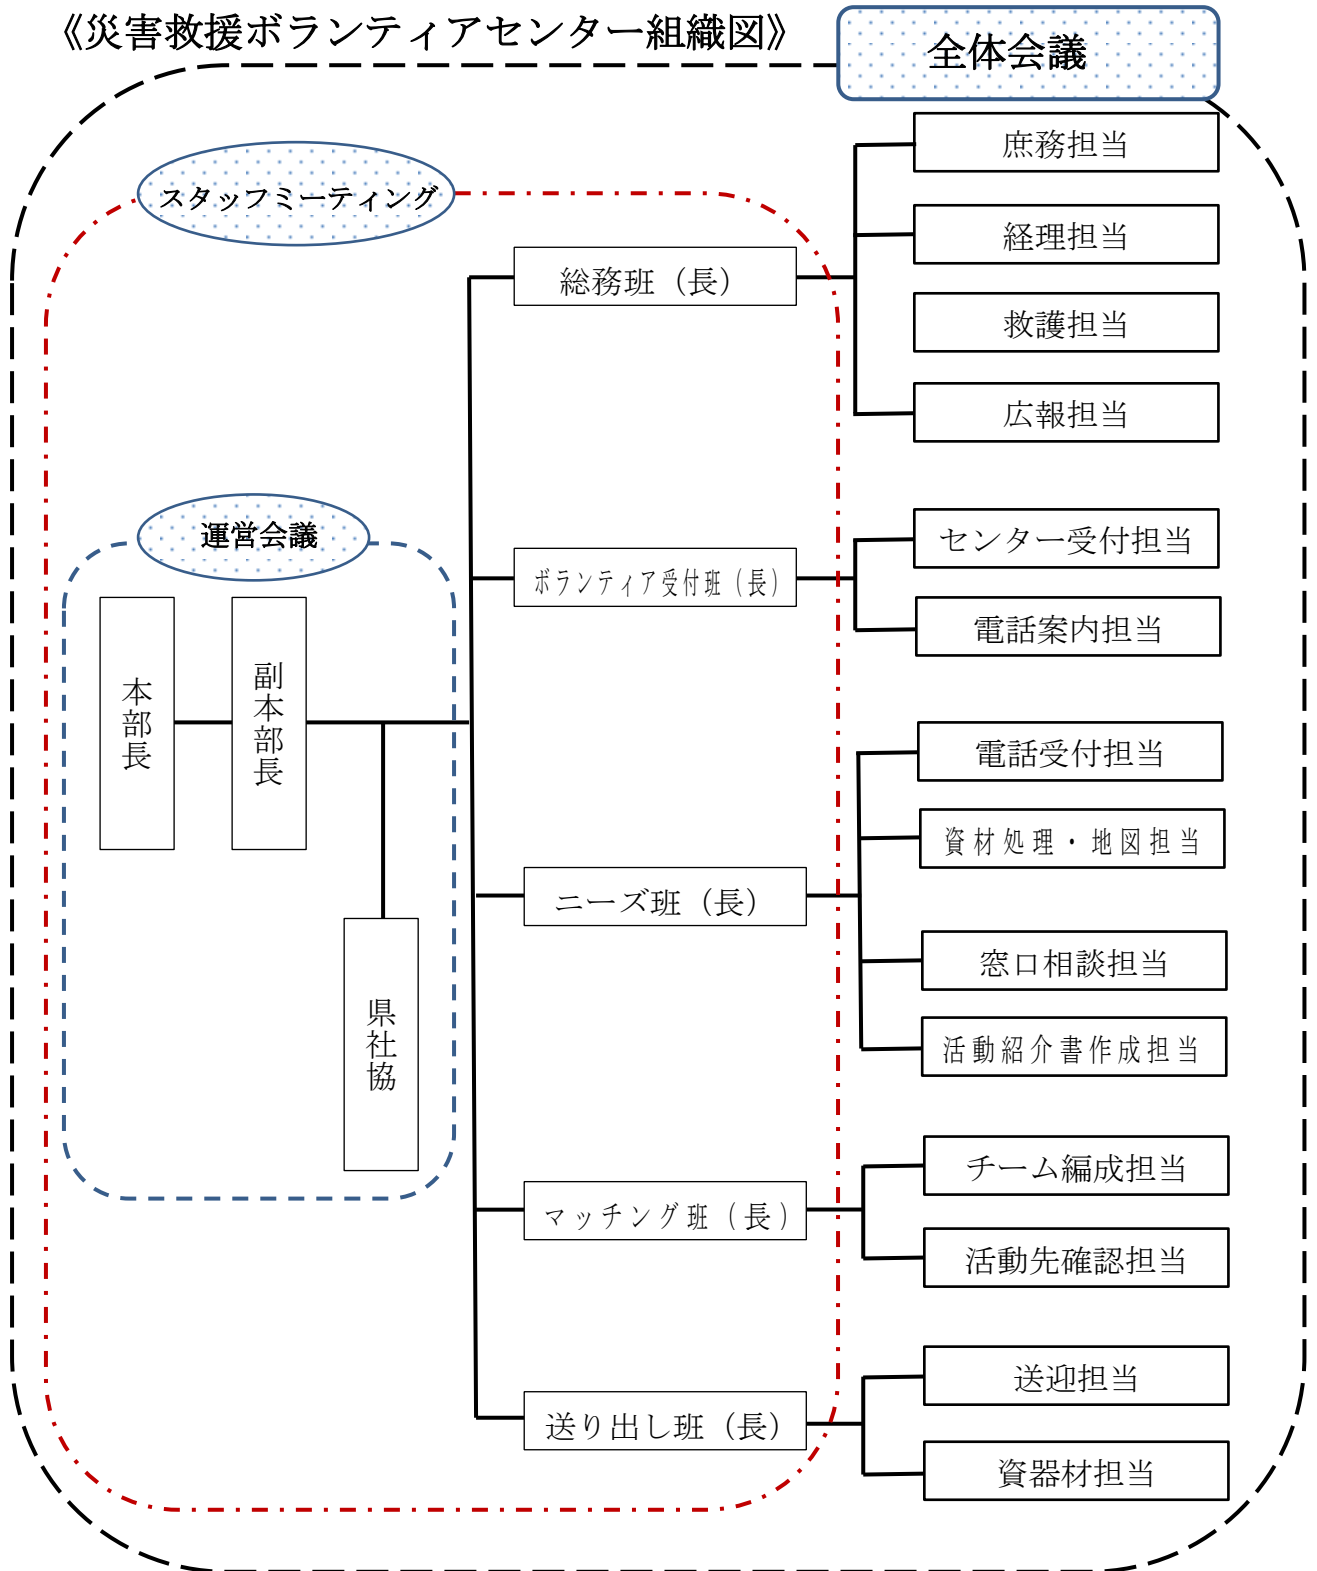 《災害救援ボランティアセンター組織図》
全体会議
スタッフミーティング
運営会議
本部長
副本部長
県社協
総務班（長）
庶務担当
経理担当
救護担当
広報担当
ボランティア受付班（長）
センター受付担当
電話案内担当
ニーズ班（長）
電話受付担当
資材処理・地図担当
窓口相談担当
活動紹介書作成担当
マッチング班（長）
チーム編成担当
活動先確認担当
送り出し班（長）
送迎担当
資器材担当